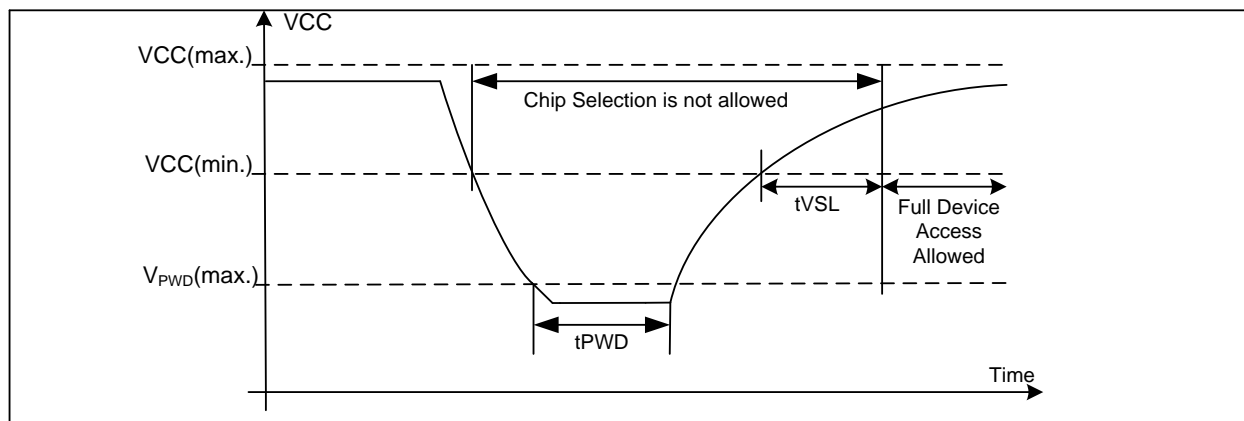 VCC
VCC(max.)
Chip Selection is not allowed
VCC(min.)
tVSL
Full Device
Access
Allowed
VPWD(max.)
tPWD
Time